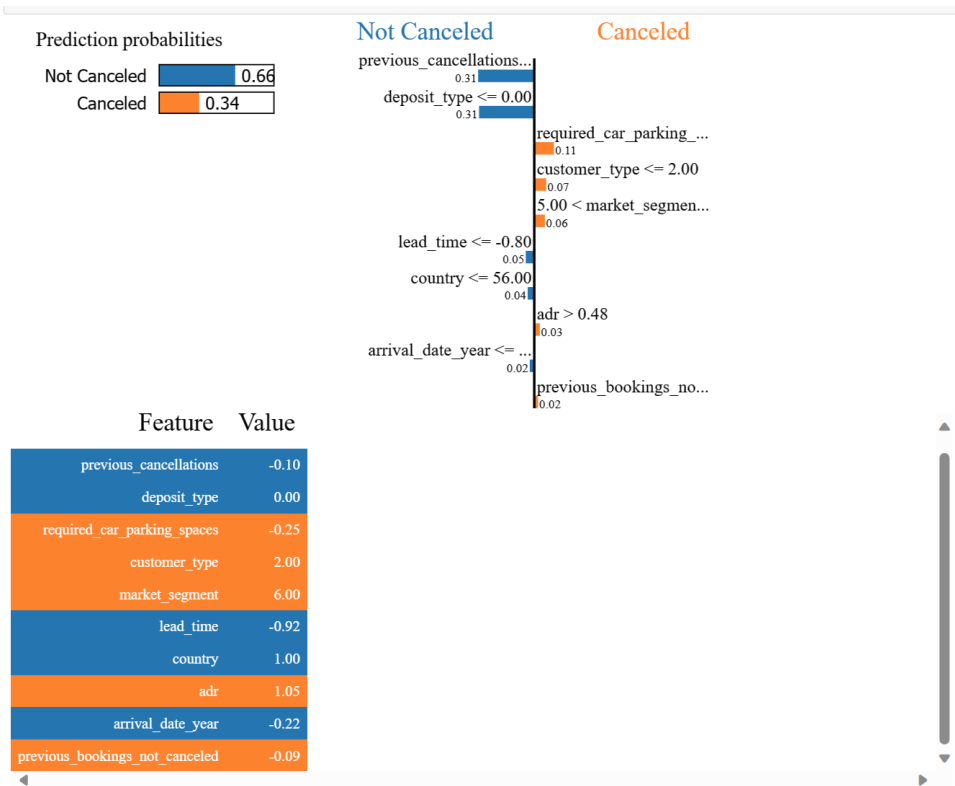 Prediction probabilities
Not Canceled 0.66
Canceled 0.34
Not Canceled Canceled
previous_cancellations...
0.31
deposit_type <= 0.00
0.31
required_car_parking_...
0.11
customer_type <= 2.00
0.07
5.00 < market_segmen...
0.06
lead_time <= -0.80
0.05
country <= 56.00
0.04
adr > 0.48
0.03
arrival_date_year <= ...
0.02
previous_bookings_no...
0.02
Feature Value
previous_cancellations -0.10
deposit_type 0.00
required_car_parking_spaces -0.25
customer_type 2.00
market_segment 6.00
lead_time -0.92
country 1.00
adr 1.05
arrival_date_year -0.22
previous_bookings_not_canceled -0.09